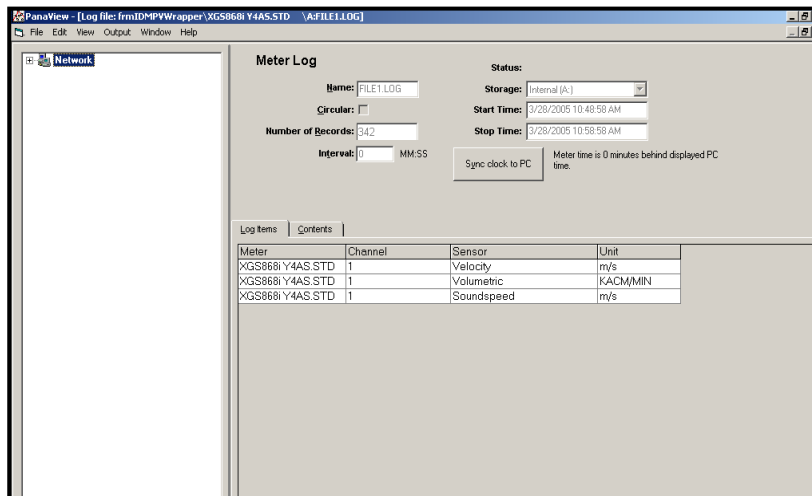 PanaView - [Log file: frmIDMPVWrapper\XGS868i Y4AS.STD \A:FILE1.LOG]
File Edit View Output Window Help
Network
Meter Log
Name: FILE1.LOG
Circular:
Number of Records: 342
Interval: 0 MM:SS
Status:
Storage: Internal (A:)
Start Time: 3/28/2005 10:48:58 AM
Stop Time: 3/28/2005 10:58:58 AM
Sync clock to PC
Meter time is 0 minutes behind displayed PC
time.
Log Items Contents
Meter Channel Sensor Unit
XGS868i Y4AS.STD 1 Velocity m/s
XGS868i Y4AS.STD 1 Volumetric KACM/MIN
XGS868i Y4AS.STD 1 Soundspeed m/s